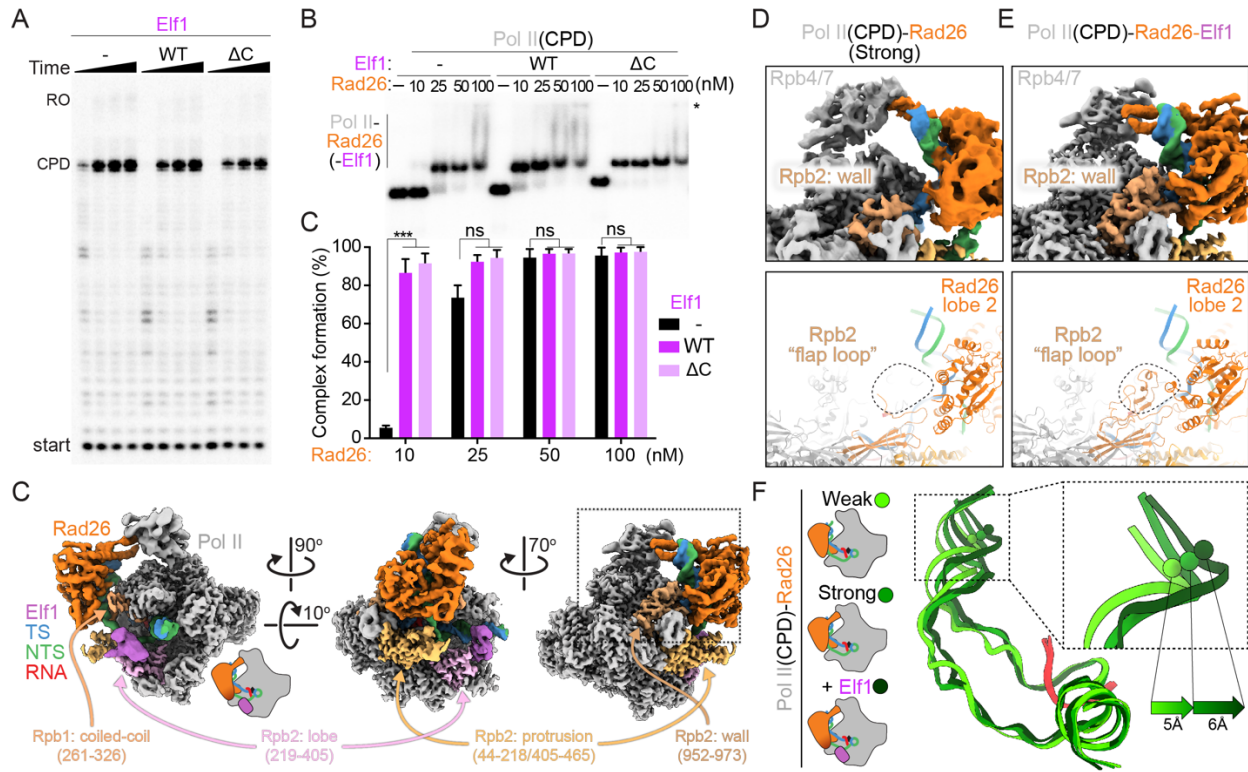 A
Elf1
- WT ΔC
Time
RO
CPD
start
B
Pol II(CPD)
Elf1: - WT ΔC
Rad26: – 10 25 50 100 – 10 25 50 100 – 10 25 50 100 (nM)
*
Pol II-
Rad26
(-Elf1)
C
*** ns ns ns
Complex formation (%)
100
80
60
40
20
0
Elf1
-
WT
ΔC
Rad26: 10 25 50 100 (nM)
D
Pol II(CPD)-Rad26
(Strong)
Rpb4/7
Rpb2: wall
Rad26
lobe 2
Rpb2
“flap loop”
E
Pol II(CPD)-Rad26-Elf1
Rpb4/7
Rpb2: wall
Rad26
lobe 2
Rpb2
“flap loop”
C
Rad26
Pol II
90°
10°
70°
Elf1
TS
NTS
RNA
Rpb1: coiled-coil
(261-326)
Rpb2: lobe
(219-405)
Rpb2: protrusion
(44-218/405-465)
Rpb2: wall
(952-973)
F
Pol II(CPD)-Rad26
Weak
Strong
+ Elf1
5Å 6Å